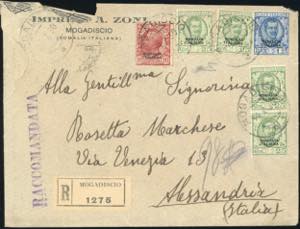 IMPRESA A. ZONI
MOGADISCIO
(SOMALIA ITALIANA)
Alla Gentilissima Signorina
Rosetta Marchese
Via Venezia 13
Alessandria
(Italia)
RACCOMANDATA
R
MOGADISCIO
1275